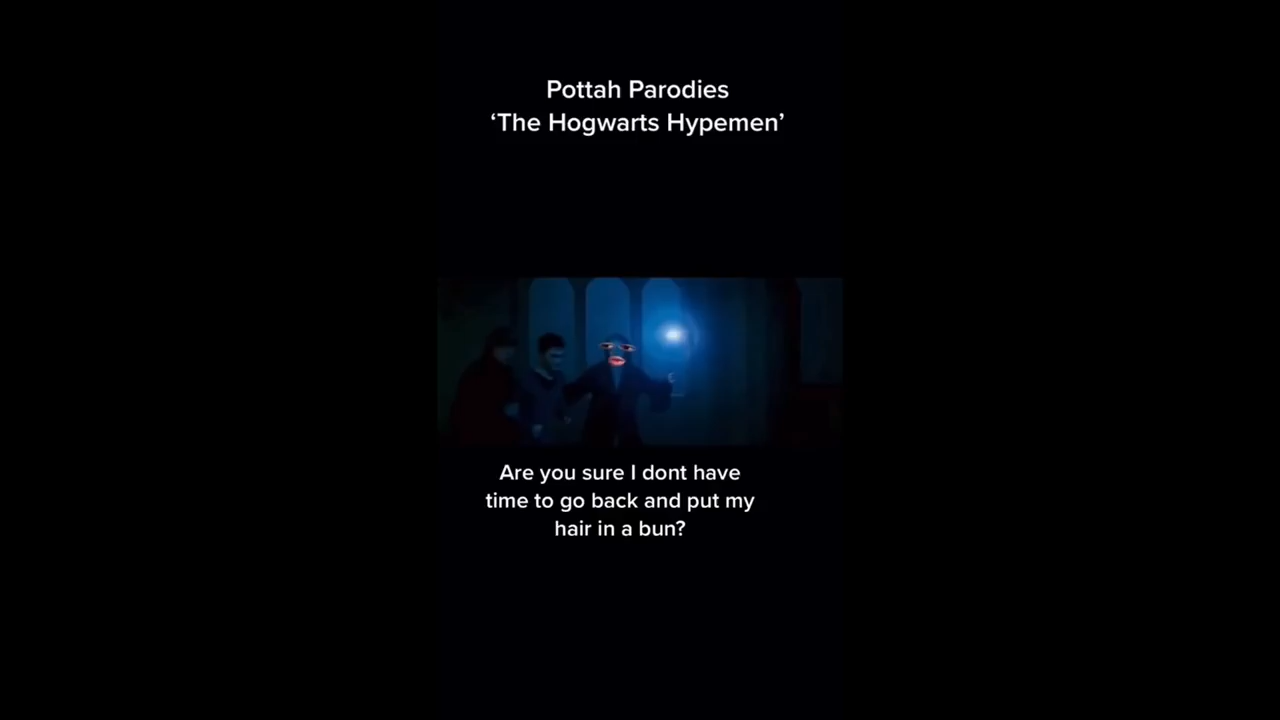 Pottah Parodies
‘The Hogwarts Hypemen’
Are you sure I dont have
time to go back and put my
hair in a bun?